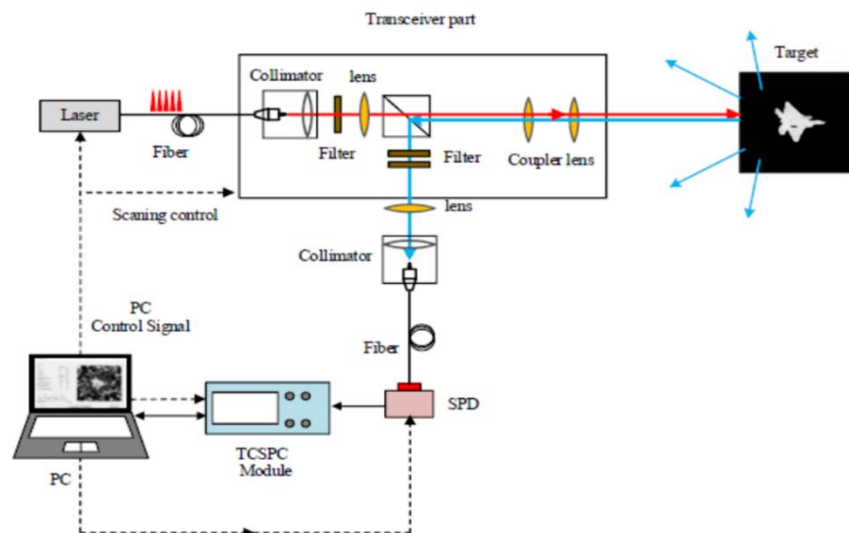 Transceiver part
Collimator
lens
Target
Laser
Fiber
Filter
Filter
Coupler lens
Scaning control
lens
Collimator
PC
Control Signal
Fiber
SPD
TCSPC
Module
PC